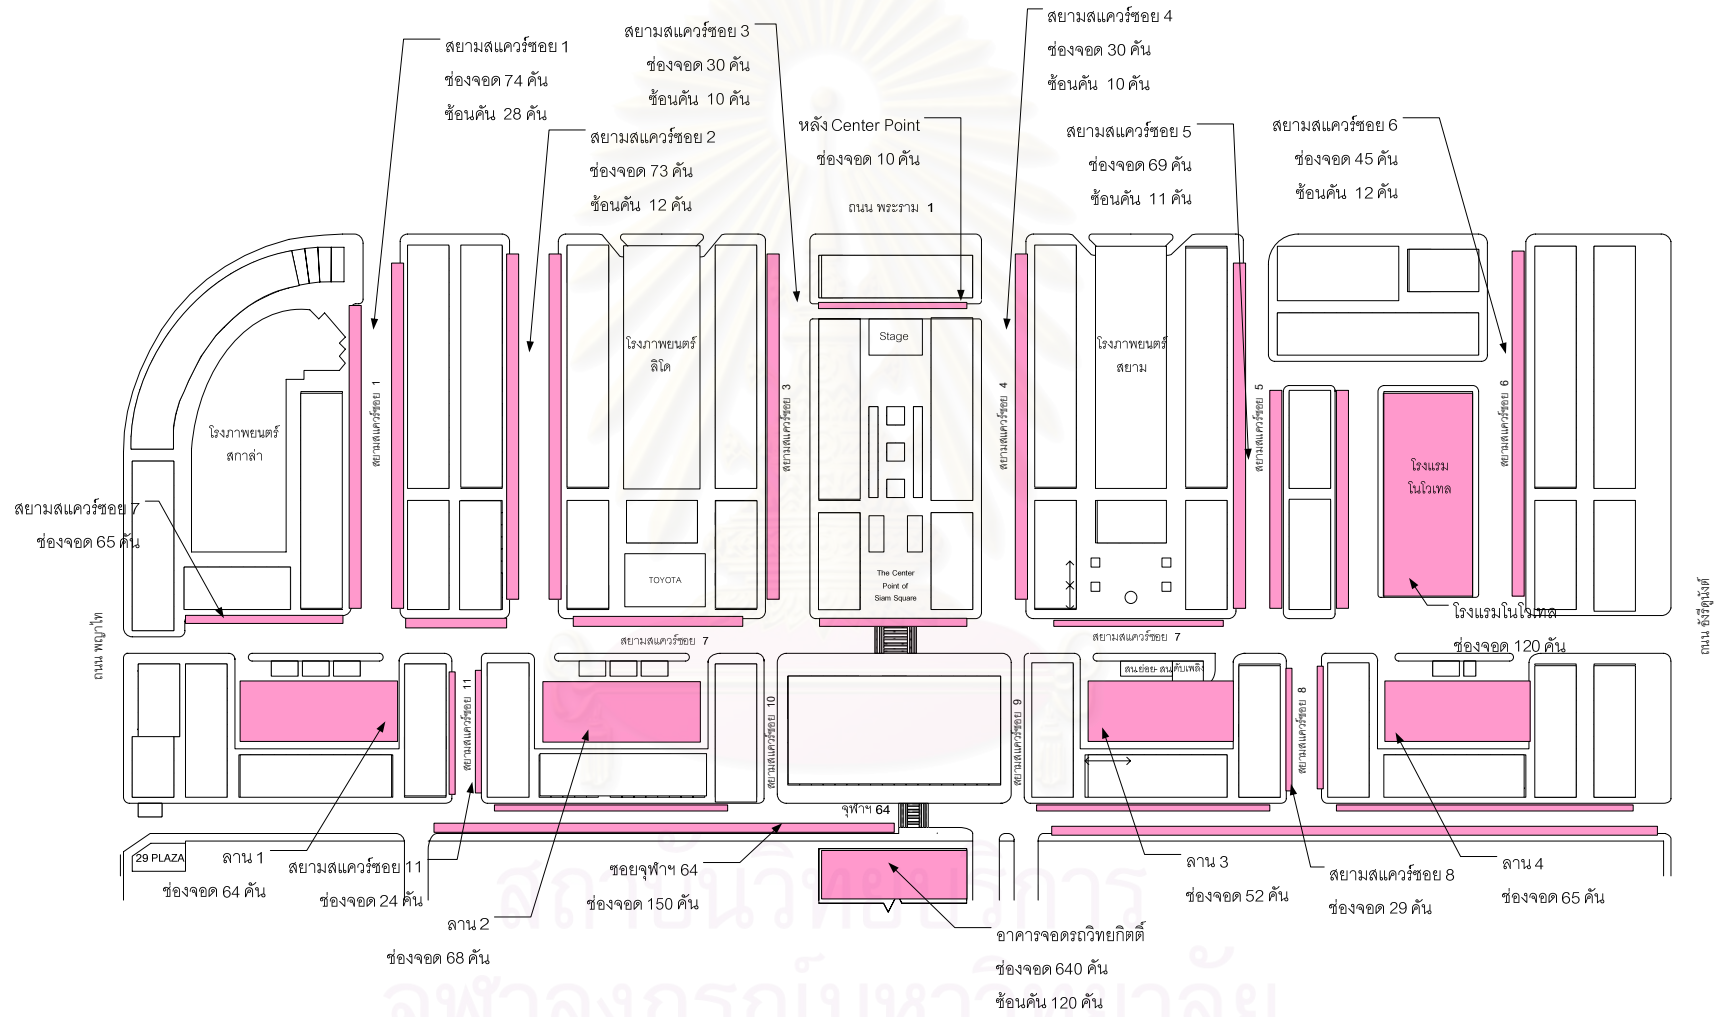 สยามสแควร์ซอย 1
ช่องจอด 74 คัน
ซ้อนคัน 28 คัน
สยามสแควร์ซอย 3
ช่องจอด 30 คัน
ซ้อนคัน 10 คัน
สยามสแควร์ซอย 4
ช่องจอด 30 คัน
ซ้อนคัน 10 คัน
สยามสแควร์ซอย 2
ช่องจอด 73 คัน
ซ้อนคัน 12 คัน
หลัง Center Point
ช่องจอด 10 คัน
สยามสแควร์ซอย 5
ช่องจอด 69 คัน
ซ้อนคัน 11 คัน
สยามสแควร์ซอย 6
ช่องจอด 45 คัน
ซ้อนคัน 12 คัน
ถนน พระราม 1
โรงภาพยนตร์
สกาล่า
สยามสแควร์ซอย 1
โรงภาพยนตร์
ลิโด
TOYOTA
สยามสแควร์ซอย 3
Stage
The Center
Point of
Siam Square
สยามสแควร์ซอย 4
โรงภาพยนตร์
สยาม
สยามสแควร์ซอย 5
โรงแรม
โนโวเทล
สยามสแควร์ซอย 6
สยามสแควร์ซอย 7
ช่องจอด 65 คัน
โรงแรมโนโวเทล
ช่องจอด 120 คัน
ถนน พญาไท
ถนน อังรีดูนังต์
สยามสแควร์ซอย 7
สยามสแควร์ซอย 7
สยามสแควร์ซอย 11
สยามสแควร์ซอย 10
สยามสแควร์ซอย 9
สยามสแควร์ซอย 8
จุฬาฯ 64
29 PLAZA
ลาน 1
ช่องจอด 64 คัน
สยามสแควร์ซอย 11
ช่องจอด 24 คัน
ลาน 2
ช่องจอด 68 คัน
ซอยจุฬาฯ 64
ช่องจอด 150 คัน
อาคารจอดรถวิทยกิตติ์
ช่องจอด 640 คัน
ซ้อนคัน 120 คัน
ลาน 3
ช่องจอด 52 คัน
สยามสแควร์ซอย 8
ช่องจอด 29 คัน
ลาน 4
ช่องจอด 65 คัน
สถาบันวิทยบริการ
จุฬาลงกรณ์มหาวิทยาลัย